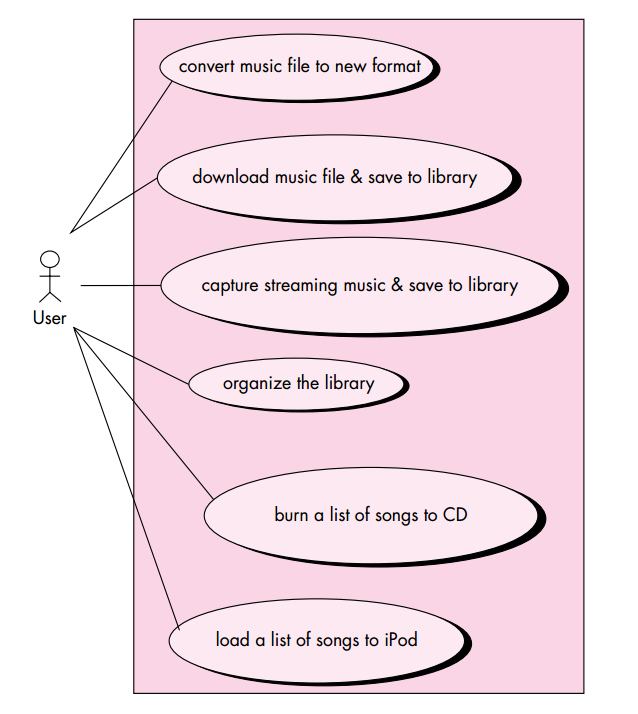 convert music file to new format
download music file & save to library
capture streaming music & save to library
User
organize the library
burn a list of songs to CD
load a list of songs to iPod